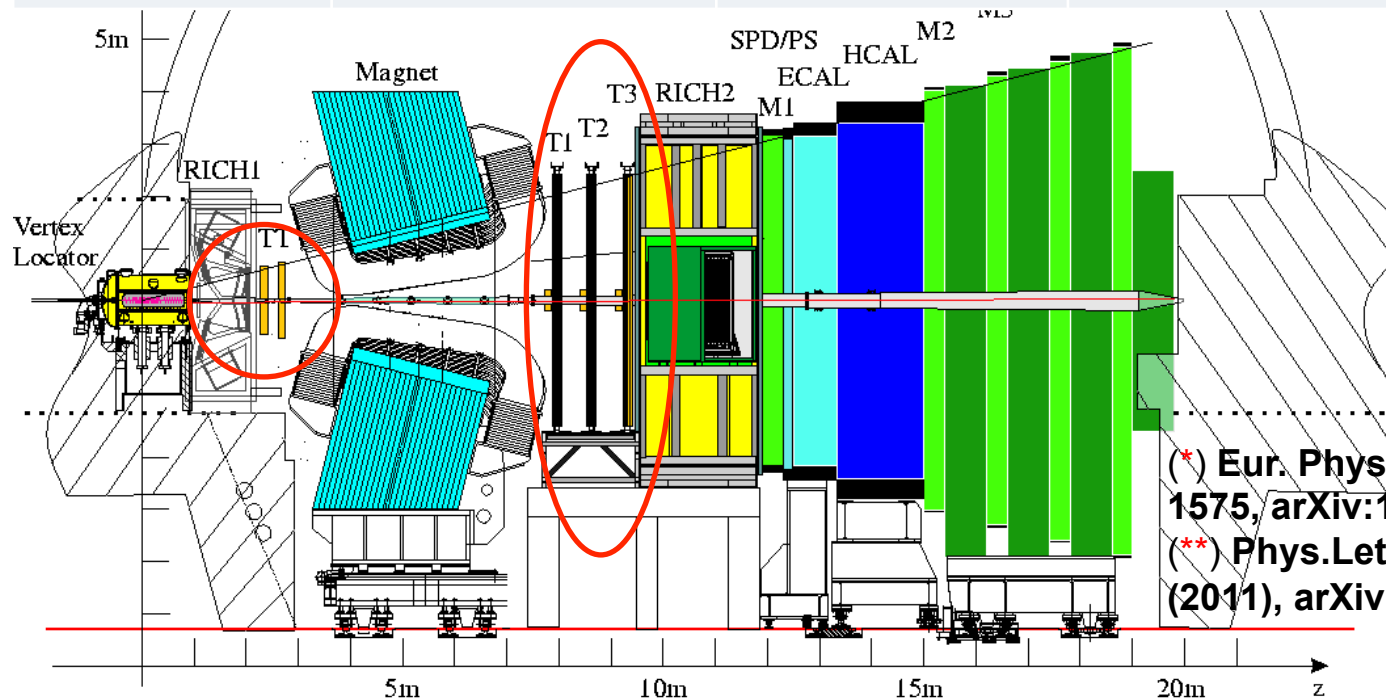 5m
M3
M2
SPD/PS
HCAL
ECAL
Magnet
T3
RICH2
M1
T2
T1
RICH1
T1
Vertex
Locator
(*) Eur. Phys
1575, arXiv:1
(**) Phys.Let
(2011), arXiv
5m
10m
15m
20m
z